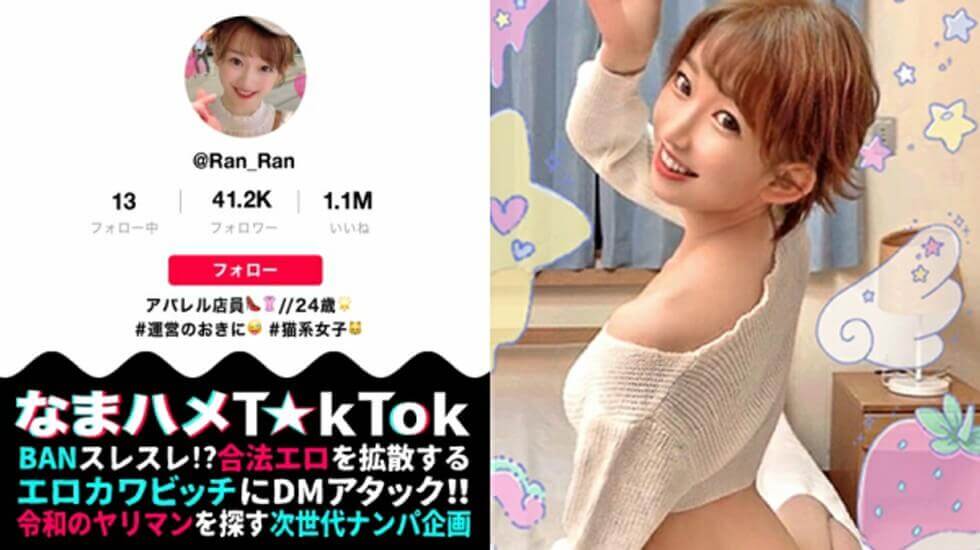 @Ran_Ran
13
フォロー中
41.2K
フォロワー
1.1M
いいね
フォロー
アパレル店員👠👚//24歳🐥
#運営のおきに😜 #猫系女子😸
なまハメT★kTok
BANスレスレ!?合法エロを拡散する
エロカワビッチにDMアタック!!
令和のヤリマンを探す次世代ナンパ企画